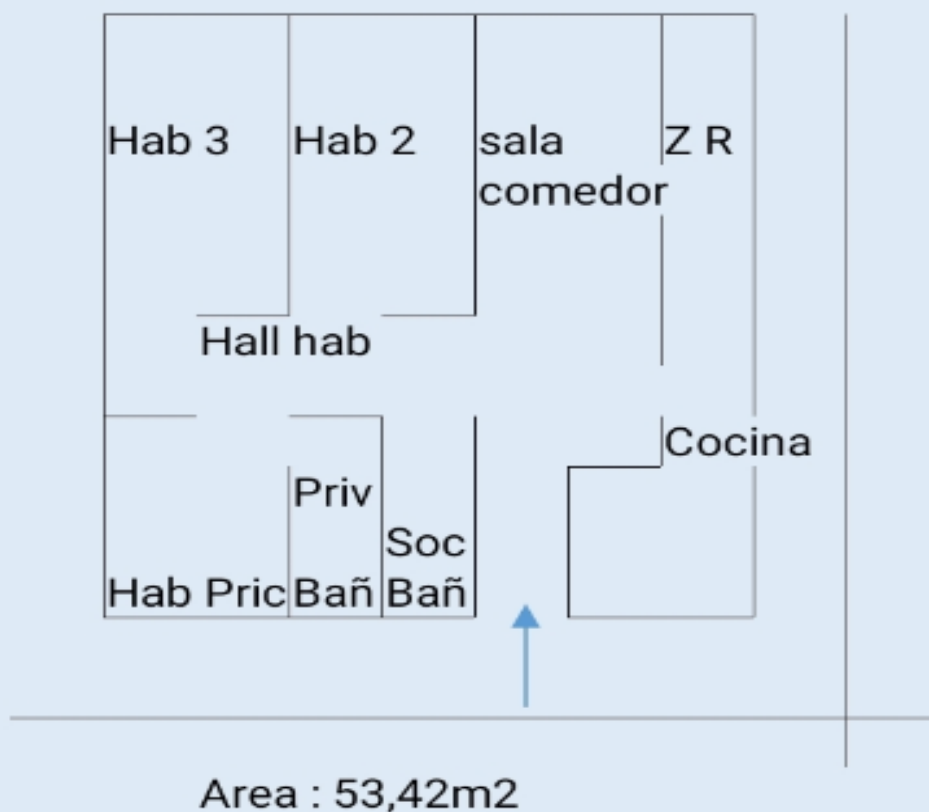 Hab 3
Hab 2
sala
comedor
Z R
Hall hab
Cocina
Priv
Soc
Hab Pric
Bañ
Bañ
Area : 53,42m2